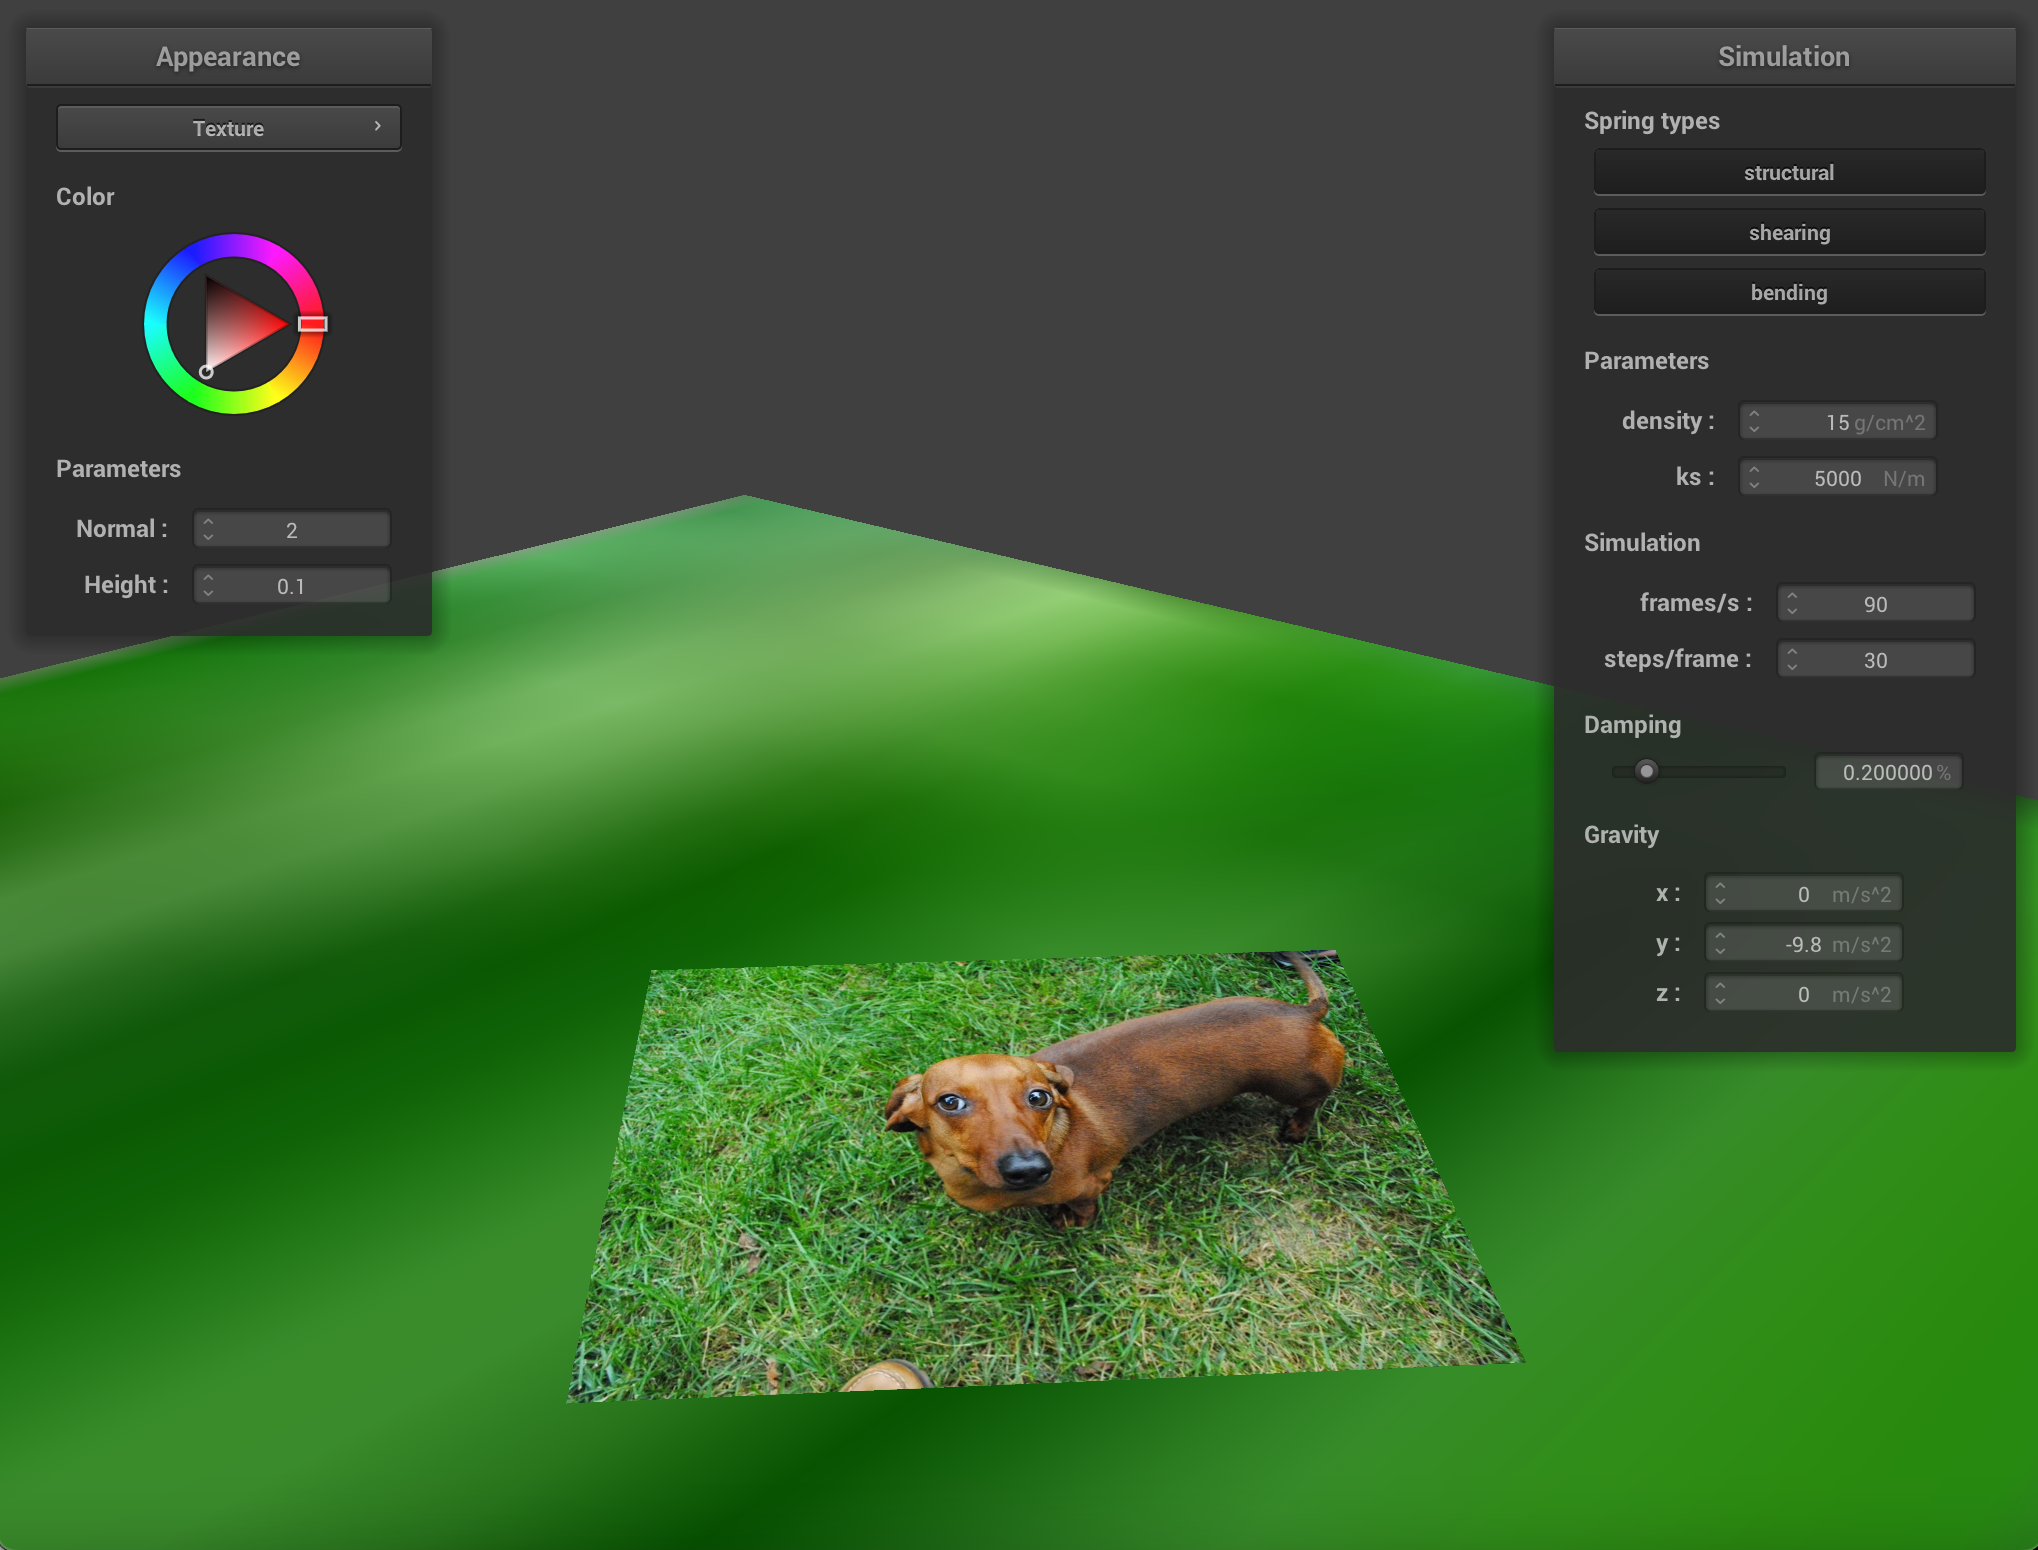 Appearance
Texture
Color
Parameters
Normal : 2
Height : 0.1
Simulation
Spring types
structural
shearing
bending
Parameters
density : 15 g/cm^2
ks : 5000 N/m
Simulation
frames/s : 90
steps/frame : 30
Damping
0.200000 %
Gravity
x : 0 m/s^2
y : -9.8 m/s^2
z : 0 m/s^2